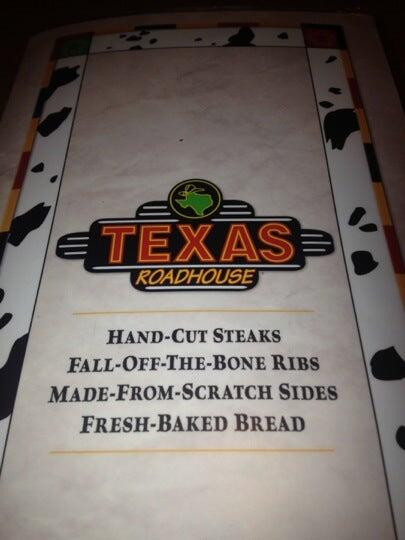 TEXAS
ROADHOUSE
HAND-CUT STEAKS
FALL-OFF-THE-BONE RIBS
MADE-FROM-SCRATCH SIDES
FRESH-BAKED BREAD